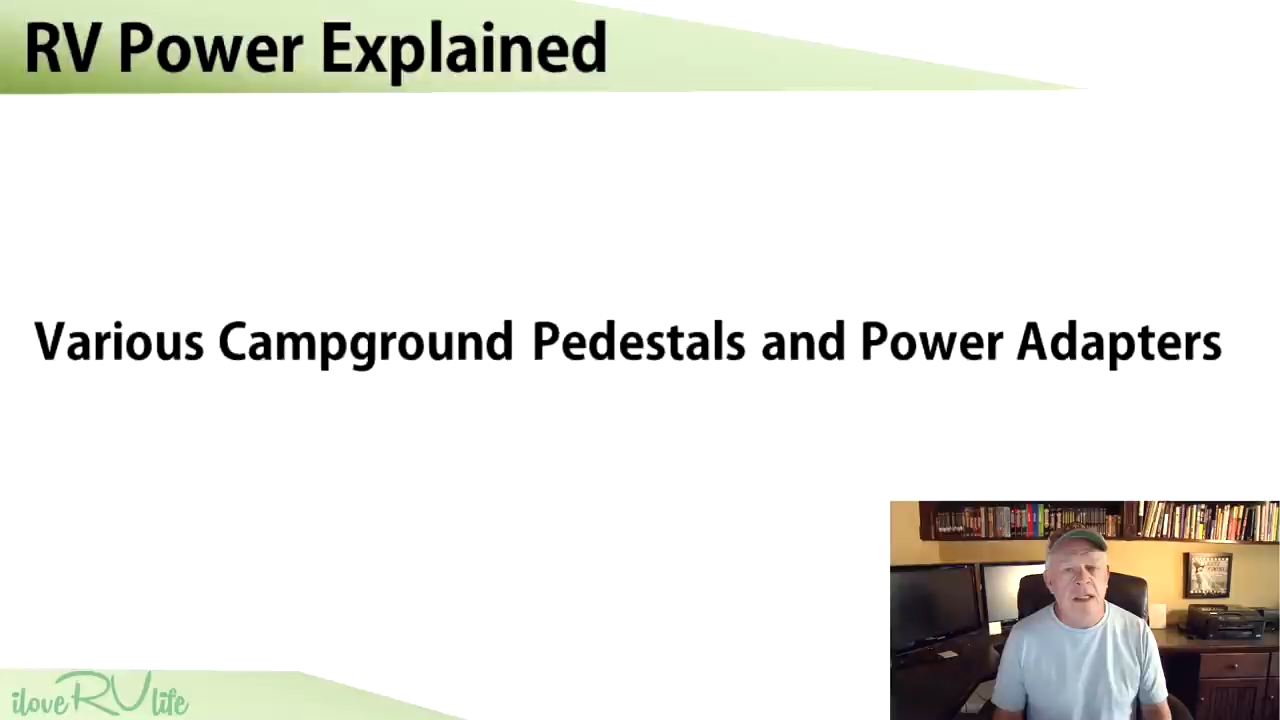 RV Power Explained
Various Campground Pedestals and Power Adapters
iloveRVlife